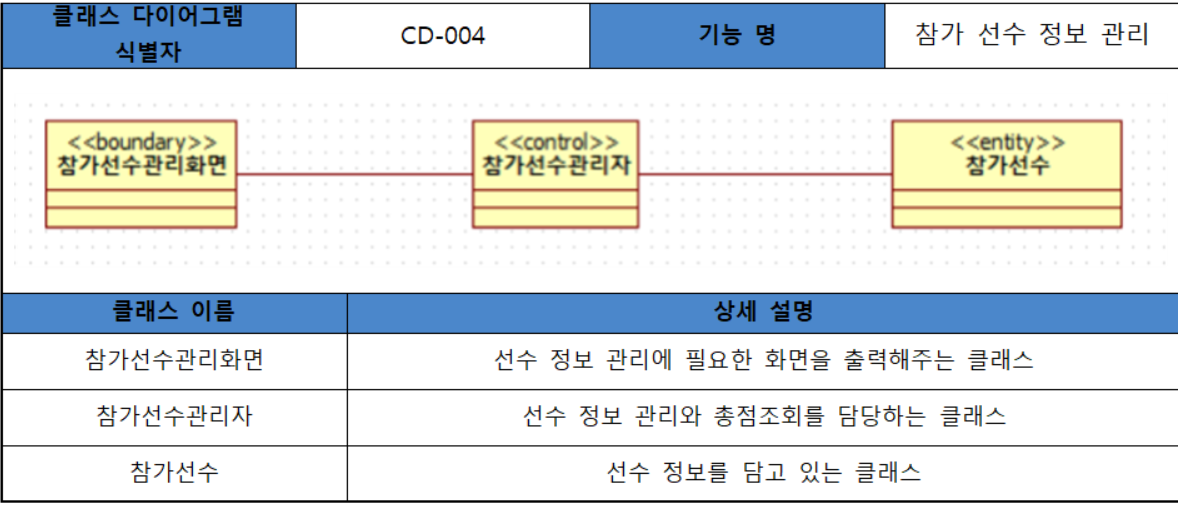 클래스 다이어그램
식별자
CD-004
기능 명
참가 선수 정보 관리
<<boundary>>
참가선수관리화면
<<control>>
참가선수관리자
<<entity>>
참가선수
클래스 이름
상세 설명
참가선수관리화면
선수 정보 관리에 필요한 화면을 출력해주는 클래스
참가선수관리자
선수 정보 관리와 총점조회를 담당하는 클래스
참가선수
선수 정보를 담고 있는 클래스